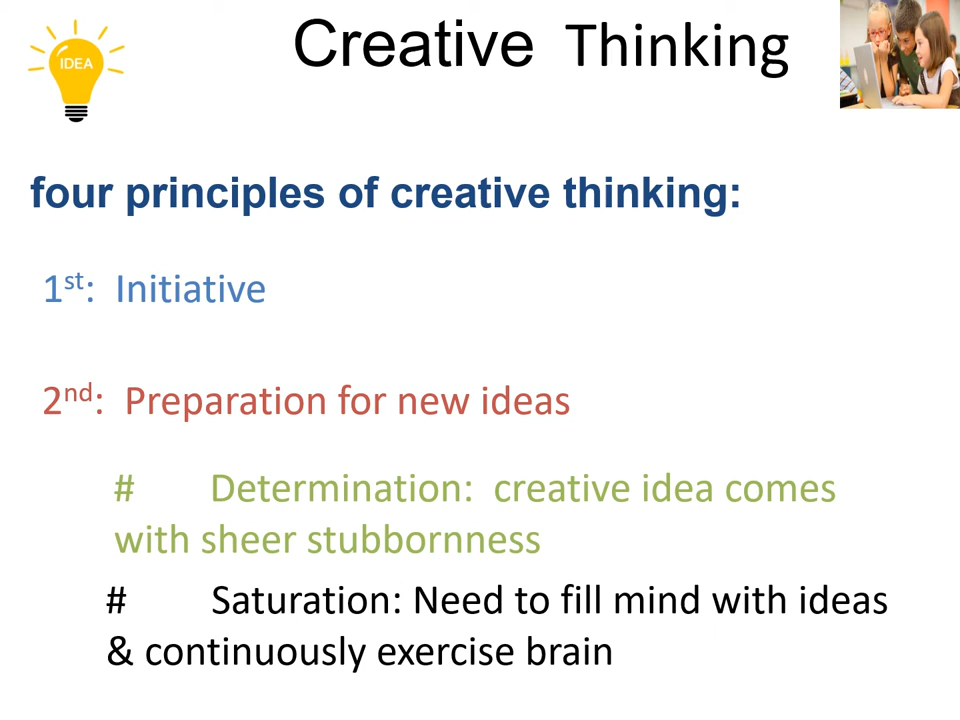 Creative Thinking
IDEA
four principles of creative thinking:
1st: Initiative
2nd: Preparation for new ideas
# Determination: creative idea comes
with sheer stubbornness
# Saturation: Need to fill mind with ideas
& continuously exercise brain